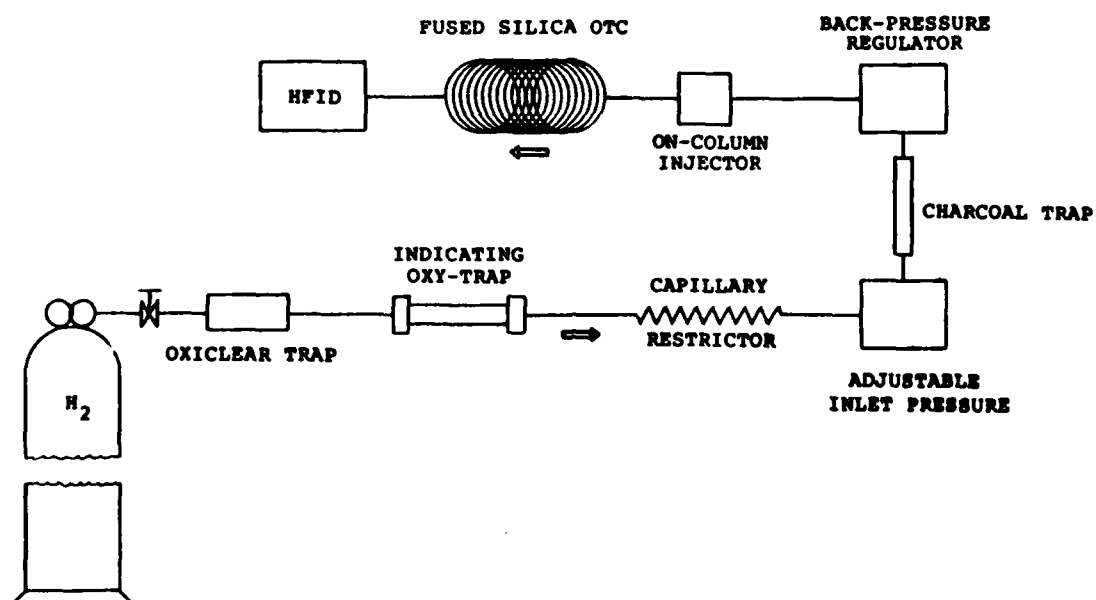 FUSED SILICA OTC
BACK-PRESSURE
REGULATOR
HFID
ON-COLUMN
INJECTOR
CHARCOAL TRAP
INDICATING
OXY-TRAP
CAPILLARY
RESTRICTOR
OXICLEAR TRAP
ADJUSTABLE
INLET PRESSURE
H2